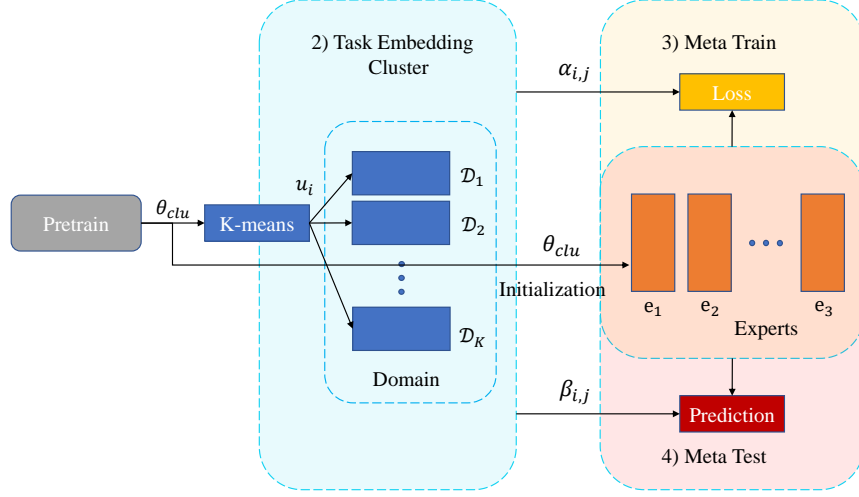 2) Task Embedding
Cluster
3) Meta Train
α_{i,j}
Loss
u_i
𝒟_1
Pretrain
θ_{clu}
K-means
𝒟_2
θ_{clu}
Initialization
e_1
e_2
e_3
Experts
𝒟_K
Domain
β_{i,j}
Prediction
4) Meta Test